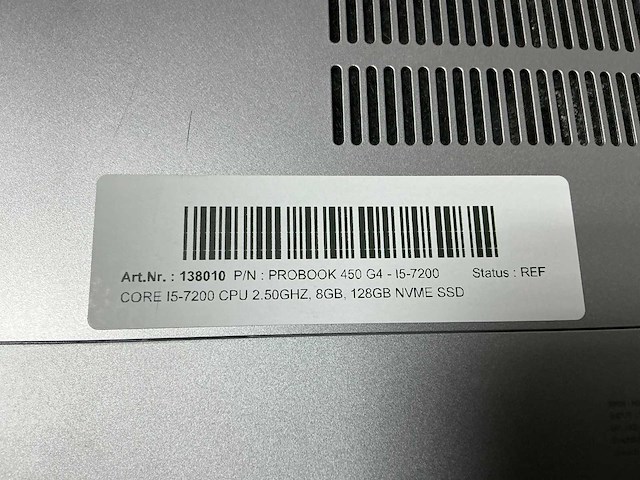 Art.Nr. : 138010 P/N : PROBOOK 450 G4 - I5-7200 Status : REF
CORE I5-7200 CPU 2.50GHZ, 8GB, 128GB NVME SSD